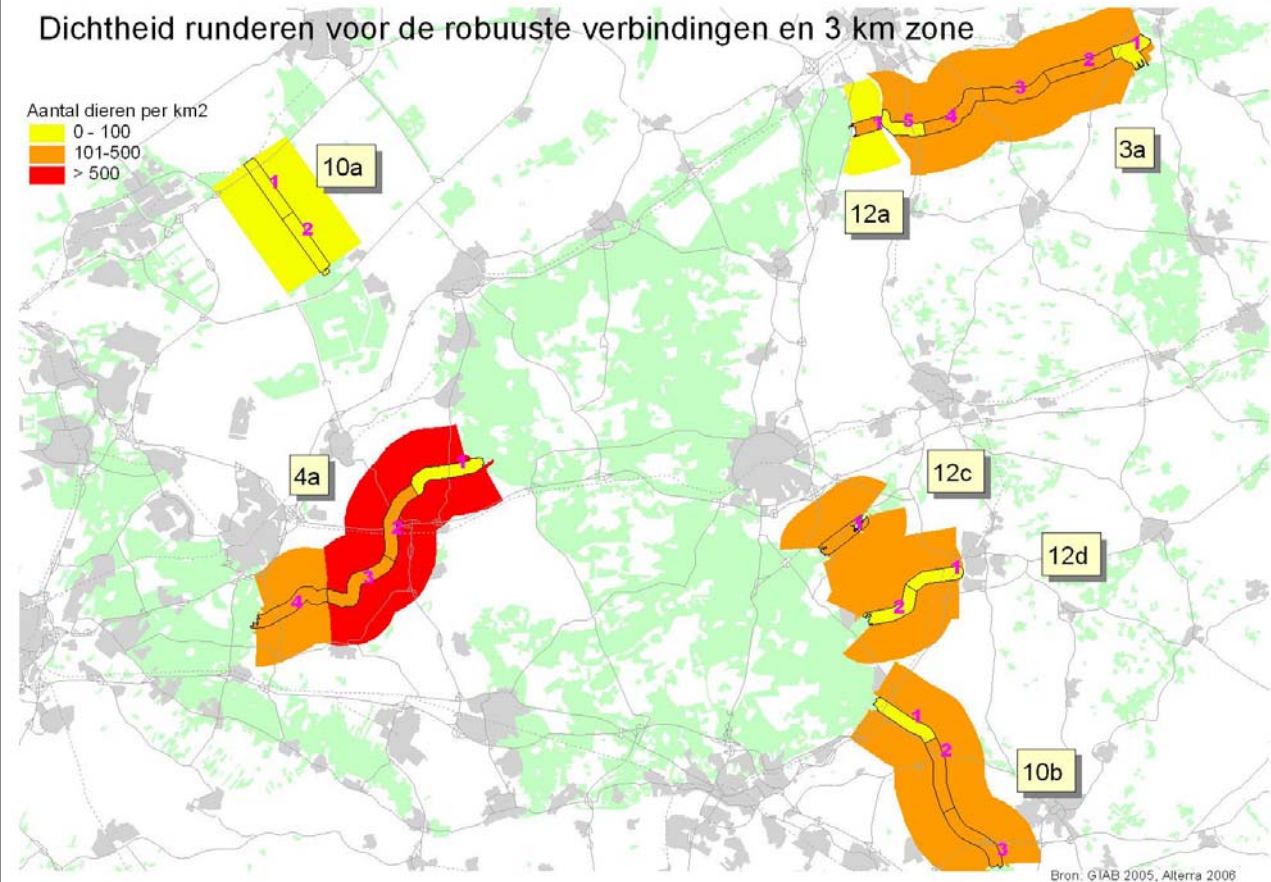 Dichtheid runderen voor de robuuste verbindingen en 3 km zone
Aantal dieren per km2
0 - 100
101-500
> 500
10a
1
2
3a
1
2
3
4
5
1
12a
4a
1
2
3
4
12c
1
12d
1
2
10b
1
2
3
Bron: GIAB 2005, Alterra 2006